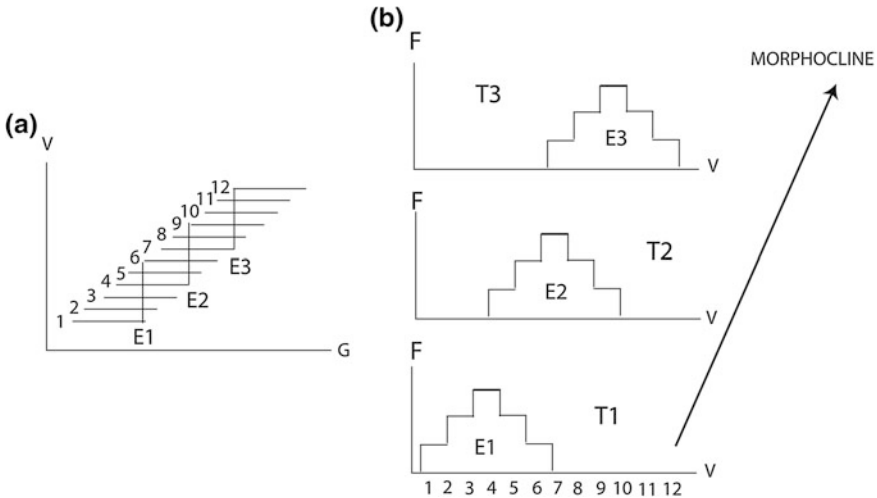 (a)
V
12
11
10
9
8
7
6
5
4
3
2
1
E3
E2
E1
G
(b)
F
T3
E3
V
F
T2
E2
V
F
T1
E1
V
1 2 3 4 5 6 7 8 9 10 11 12
MORPHOCLINE